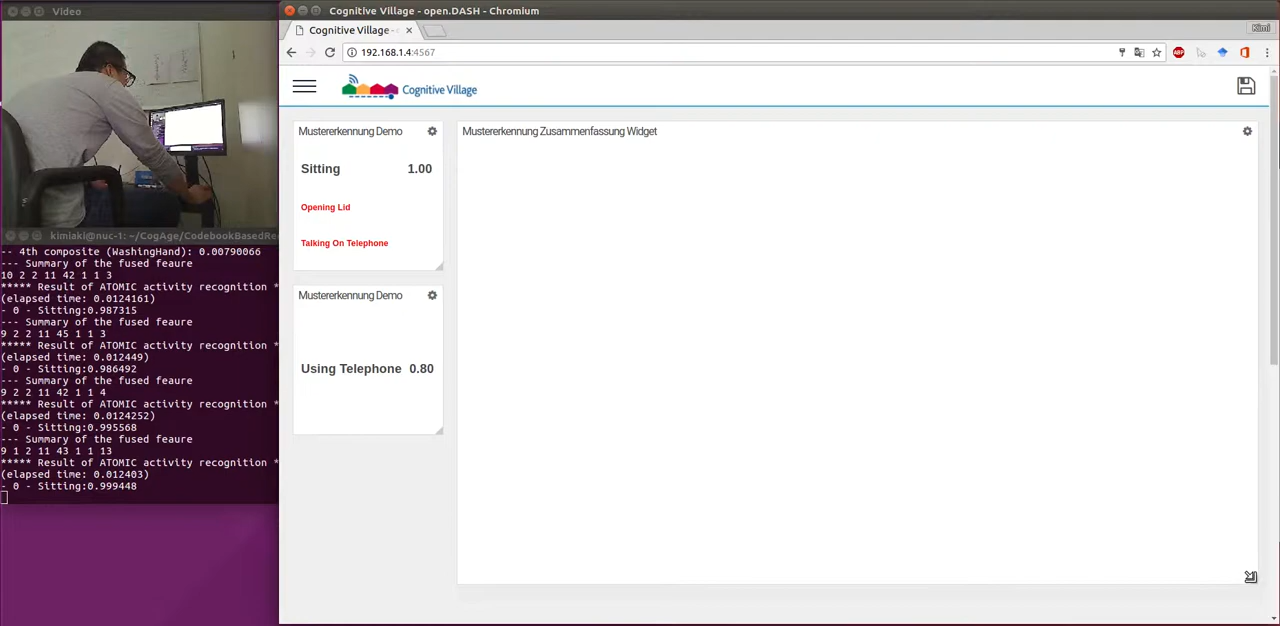 Video
kimiaki@nuc-1: ~/CogAge/CodebookBasedRe
-- 4th composite (WashingHand): 0.00790066
--- Summary of the fused feaure
10 2 2 11 42 1 1 3
***** Result of ATOMIC activity recognition *
(elapsed time: 0.0124161)
- 0 - Sitting:0.987315
--- Summary of the fused feaure
9 2 2 11 45 1 1 3
***** Result of ATOMIC activity recognition *
(elapsed time: 0.012449)
- 0 - Sitting:0.986492
--- Summary of the fused feaure
9 2 2 11 42 1 1 4
***** Result of ATOMIC activity recognition *
(elapsed time: 0.0124252)
- 0 - Sitting:0.995568
--- Summary of the fused feaure
9 1 2 11 43 1 1 13
***** Result of ATOMIC activity recognition *
(elapsed time: 0.012403)
- 0 - Sitting:0.999448
Cognitive Village - open.DASH - Chromium
Cognitive Village -
Kimi
192.168.1.4:4567
ABP
Cognitive Village
Mustererkennung Demo
Sitting 1.00
Opening Lid
Talking On Telephone
Mustererkennung Demo
Using Telephone 0.80
Mustererkennung Zusammenfassung Widget